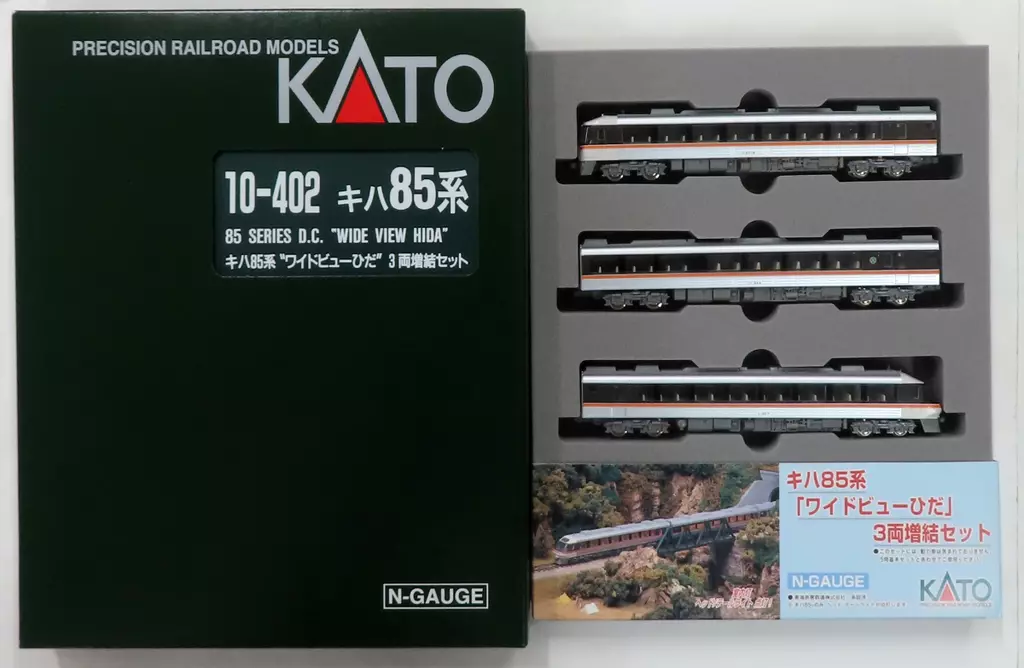 PRECISION RAILROAD MODELS
KATO
10-402 キハ85系
85 SERIES D.C. "WIDE VIEW HIDA"
キハ85系“ワイドビューひだ” 3両増結セット
N-GAUGE
キハ85系
「ワイドビューひだ」
3両増結セット
N-GAUGE
KATO
PRECISION RAILROAD MODELS